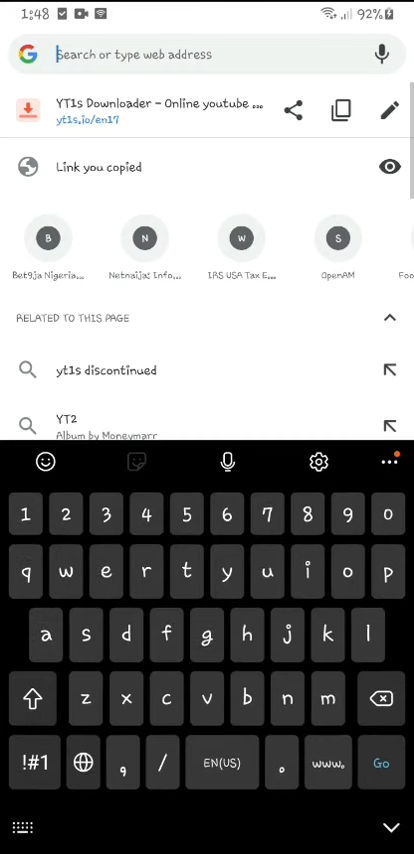 1:48
92%
Search or type web address
YT1s Downloader - Online youtube ...
yt1s.io/en17
Link you copied
B
N
W
S
Bet9ja Nigeria...
Netnaija: Info...
IRS USA Tax E...
OpenAM
Foo
RELATED TO THIS PAGE
yt1s discontinued
YT2
Album by Moneymarr
1 2 3 4 5 6 7 8 9 0
q w e r t y u i o p
a s d f g h j k l
z x c v b n m
!#1 , / EN(US) . www. Go